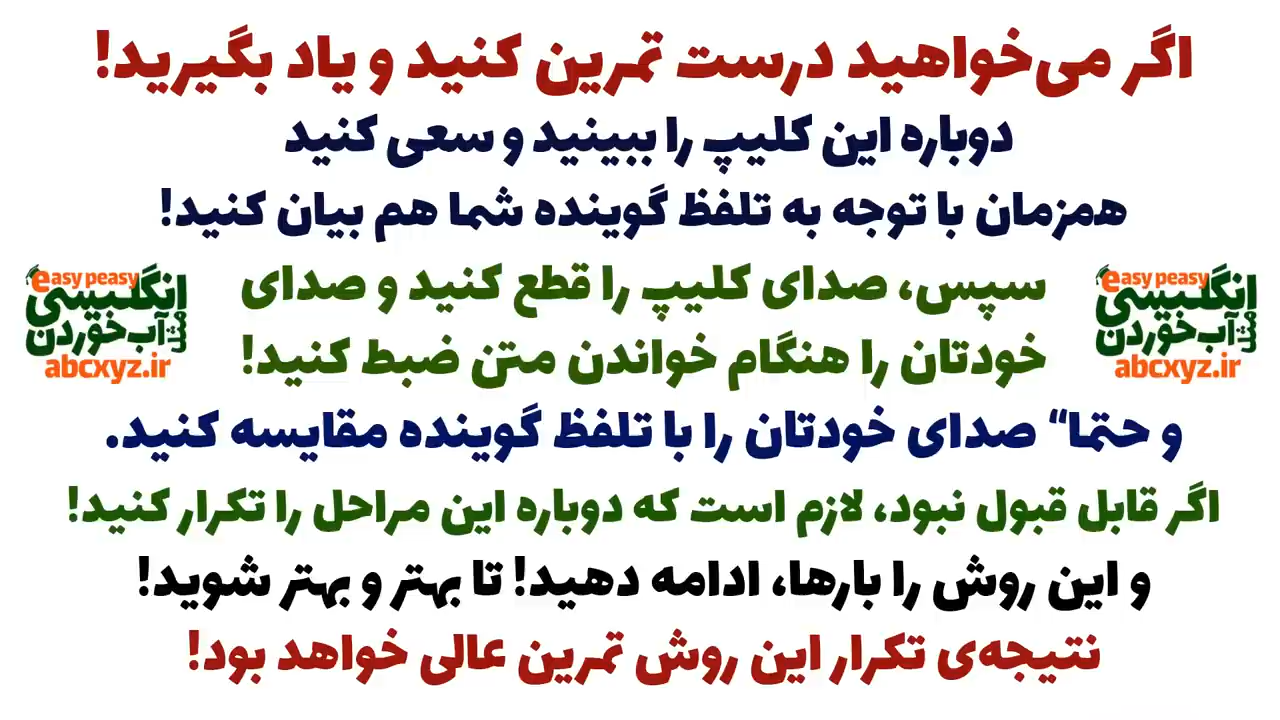 اگر می‌خواهید درست تمرین کنید و یاد بگیرید!
دوباره این کلیپ را ببینید و سعی کنید
همزمان با توجه به تلفظ گوینده شما هم بیان کنید!
سپس، صدای کلیپ را قطع کنید و صدای
خودتان را هنگام خواندن متن ضبط کنید!
easy peasy
انگلیسی
مثل آب خوردن
abcxyz.ir
easy peasy
انگلیسی
مثل آب خوردن
abcxyz.ir
و حتما“ صدای خودتان را با تلفظ گوینده مقایسه کنید.
اگر قابل قبول نبود، لازم است که دوباره این مراحل را تکرار کنید!
و این روش را بارها، ادامه دهید! تا بهتر و بهتر شوید!
نتیجه‌ی تکرار این روش تمرین عالی خواهد بود!